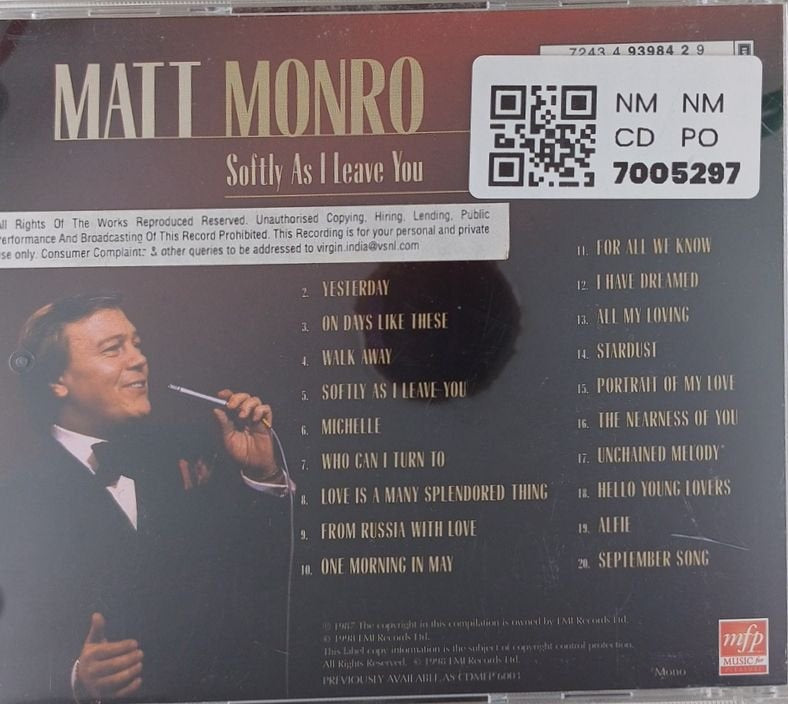 7243 4 93984 2 9
MATT MONRO
Softly As I Leave You
NM NM
CD PO
7005297
All Rights Of The Works Reproduced Reserved. Unauthorised Copying, Hiring, Lending, Public
Performance And Broadcasting Of This Record Prohibited. This Recording is for your personal and private
use only. Consumer Complaints & other queries to be addressed to virgin.india@vsnl.com
2. YESTERDAY
3. ON DAYS LIKE THESE
4. WALK AWAY
5. SOFTLY AS I LEAVE YOU
6. MICHELLE
7. WHO CAN I TURN TO
8. LOVE IS A MANY SPLENDORED THING
9. FROM RUSSIA WITH LOVE
10. ONE MORNING IN MAY
11. FOR ALL WE KNOW
12. I HAVE DREAMED
13. ALL MY LOVING
14. STARDUST
15. PORTRAIT OF MY LOVE
16. THE NEARNESS OF YOU
17. UNCHAINED MELODY*
18. HELLO YOUNG LOVERS
19. ALFIE
20. SEPTEMBER SONG
℗ 1987 The copyright in this compilation is owned by EMI Records Ltd.
© 1998 EMI Records Ltd.
This label copy information is the subject of copyright control protection.
All Rights Reserved. © 1998 EMI Records Ltd.
PREVIOUSLY AVAILABLE AS CDMFP
*Mono
mfp
MUSIC for
PLEASURE